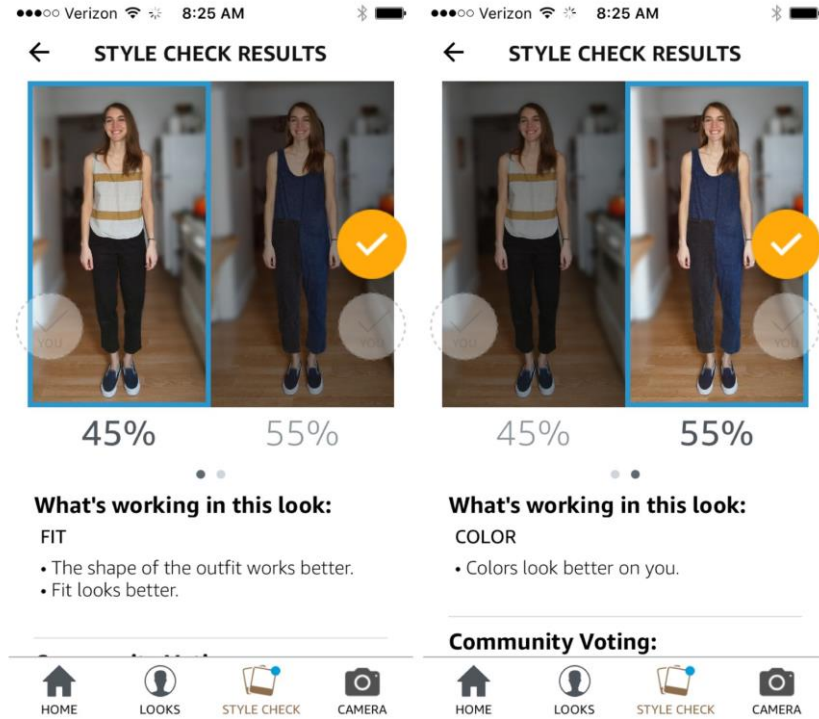 Verizon 8:25 AM
STYLE CHECK RESULTS
YOU
YOU
45% 55%
What's working in this look:
FIT
• The shape of the outfit works better.
• Fit looks better.
HOME LOOKS STYLE CHECK CAMERA
Verizon 8:25 AM
STYLE CHECK RESULTS
YOU
YOU
45% 55%
What's working in this look:
COLOR
• Colors look better on you.
Community Voting:
HOME LOOKS STYLE CHECK CAMERA